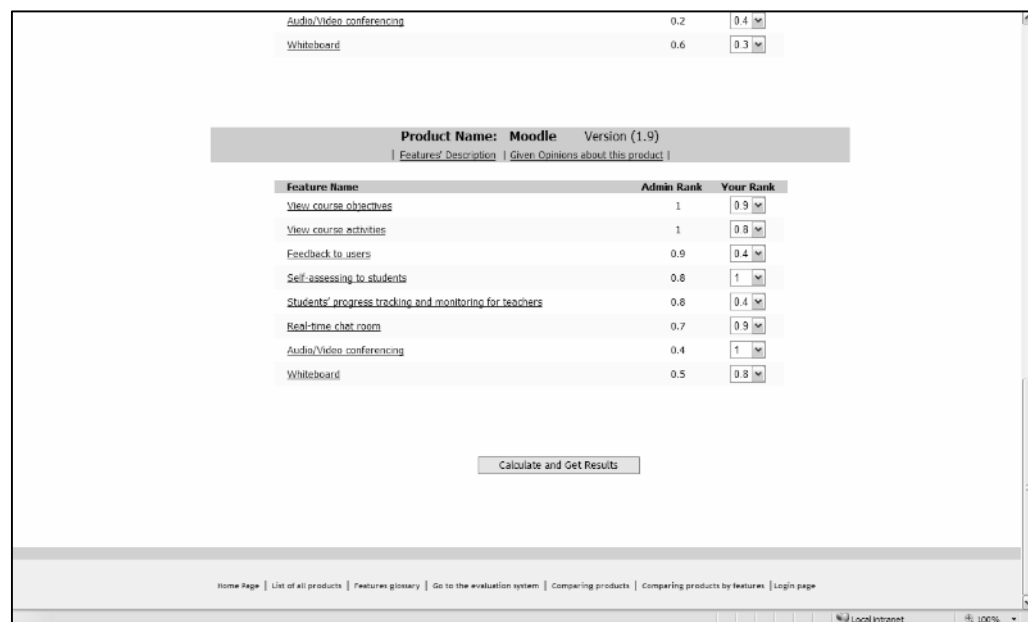 Audio/Video conferencing 0.2 0.4
Whiteboard 0.6 0.3
Product Name: Moodle Version (1.9)
| Features' Description | Given Opinions about this product |
Feature Name Admin Rank Your Rank
View course objectives 1 0.9
View course activities 1 0.8
Feedback to users 0.9 0.4
Self-assessing to students 0.8 1
Students' progress tracking and monitoring for teachers 0.8 0.4
Real-time chat room 0.7 0.9
Audio/Video conferencing 0.4 1
Whiteboard 0.5 0.8
Calculate and Get Results
Home Page | List of all products | Features glossary | Go to the evaluation system | Comparing products | Comparing products by features | Login page
Local intranet 100%